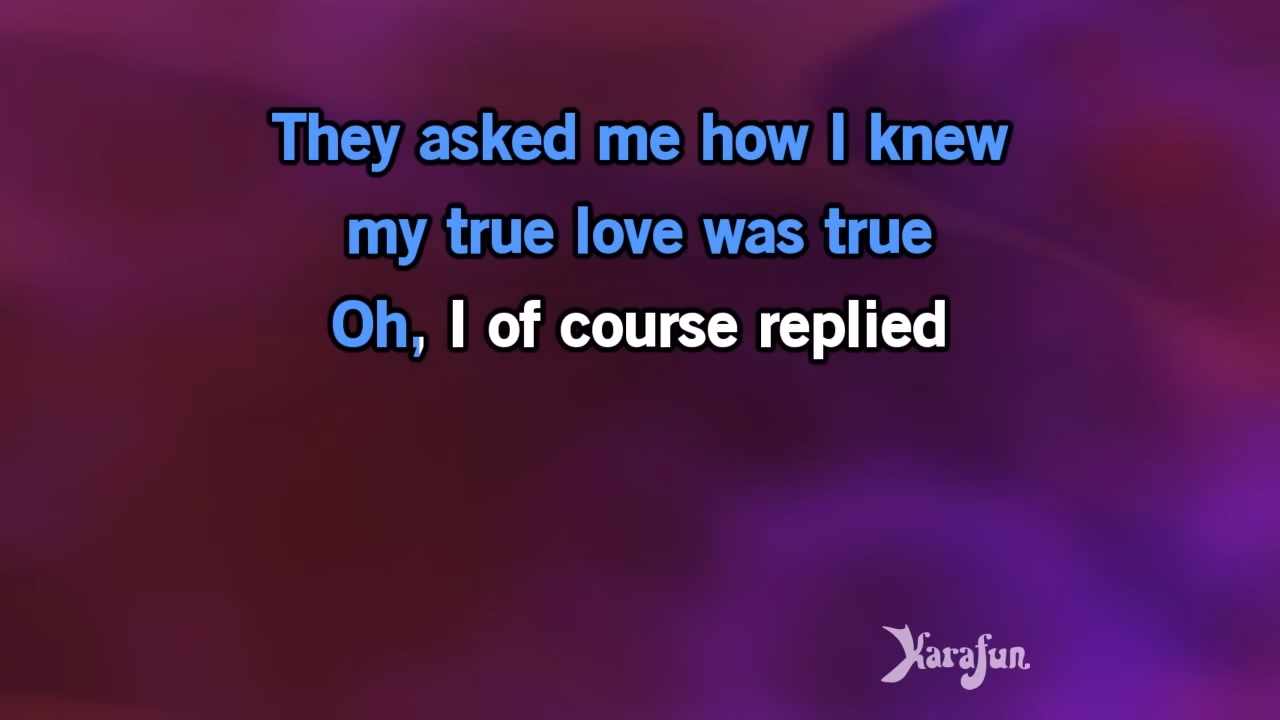 They asked me how I knew
my true love was true
Oh, I of course replied
Karafun